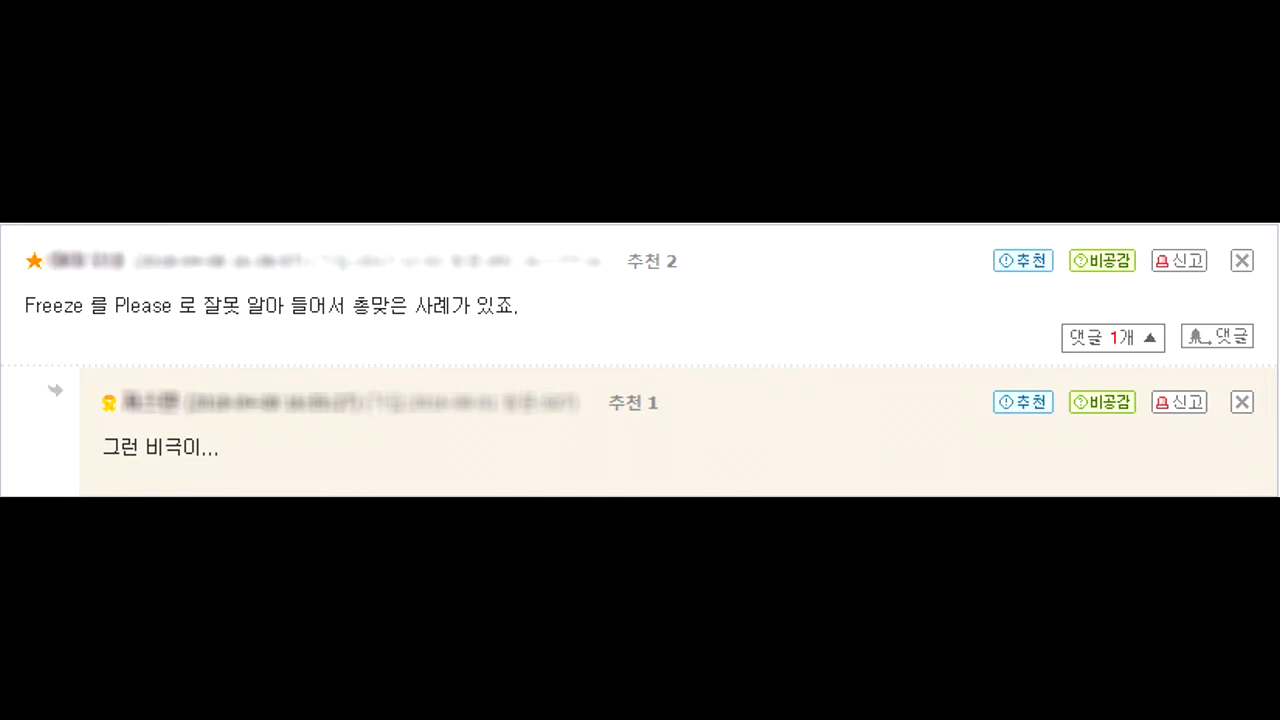 추천 2 추천 비공감 신고
Freeze 를 Please 로 잘못 알아 들어서 총맞은 사례가 있죠.
댓글 1개 ▲ 댓글
추천 1 추천 비공감 신고
그런 비극이...